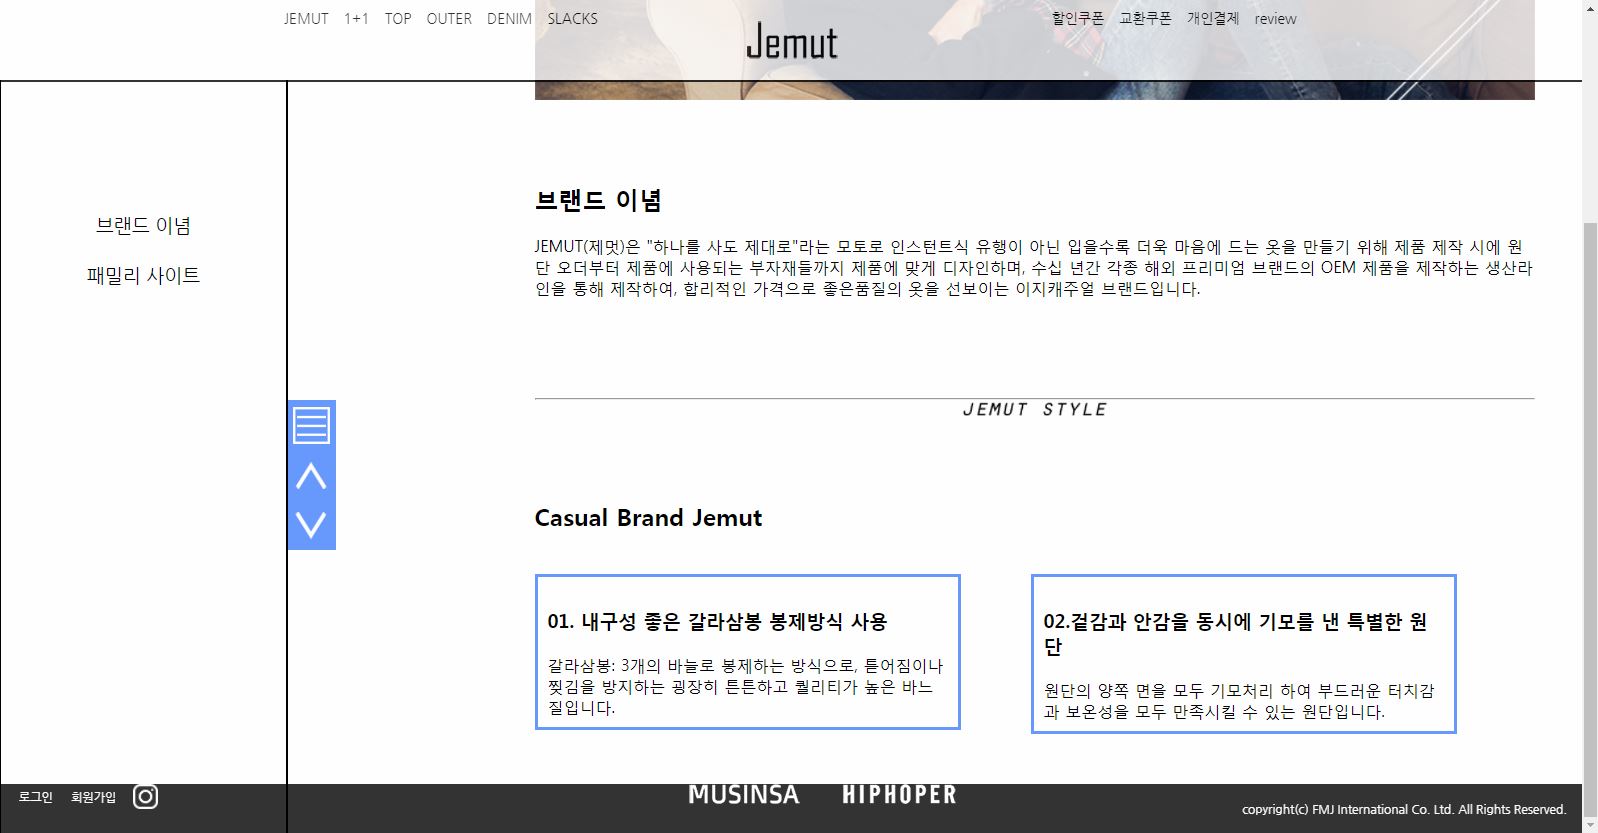 JEMUT 1+1 TOP OUTER DENIM SLACKS
Jemut
할인쿠폰 교환쿠폰 개인결제 review
브랜드 이념
패밀리 사이트
브랜드 이념
JEMUT(제멋)은 "하나를 사도 제대로"라는 모토로 인스턴트식 유행이 아닌 입을수록 더욱 마음에 드는 옷을 만들기 위해 제품 제작 시에 원
단 오더부터 제품에 사용되는 부자재들까지 제품에 맞게 디자인하며, 수십 년간 각종 해외 프리미엄 브랜드의 OEM 제품을 제작하는 생산라
인을 통해 제작하여, 합리적인 가격으로 좋은품질의 옷을 선보이는 이지캐주얼 브랜드입니다.
JEMUT STYLE
Casual Brand Jemut
01. 내구성 좋은 갈라삼봉 봉제방식 사용
갈라삼봉: 3개의 바늘로 봉제하는 방식으로, 튿어짐이나
찢김을 방지하는 굉장히 튼튼하고 퀄리티가 높은 바느
질입니다.
02.겉감과 안감을 동시에 기모를 낸 특별한 원
단
원단의 양쪽 면을 모두 기모처리 하여 부드러운 터치감
과 보온성을 모두 만족시킬 수 있는 원단입니다.
로그인 회원가입
MUSINSA HIPHOPER
copyright(c) FMJ International Co. Ltd. All Rights Reserved.